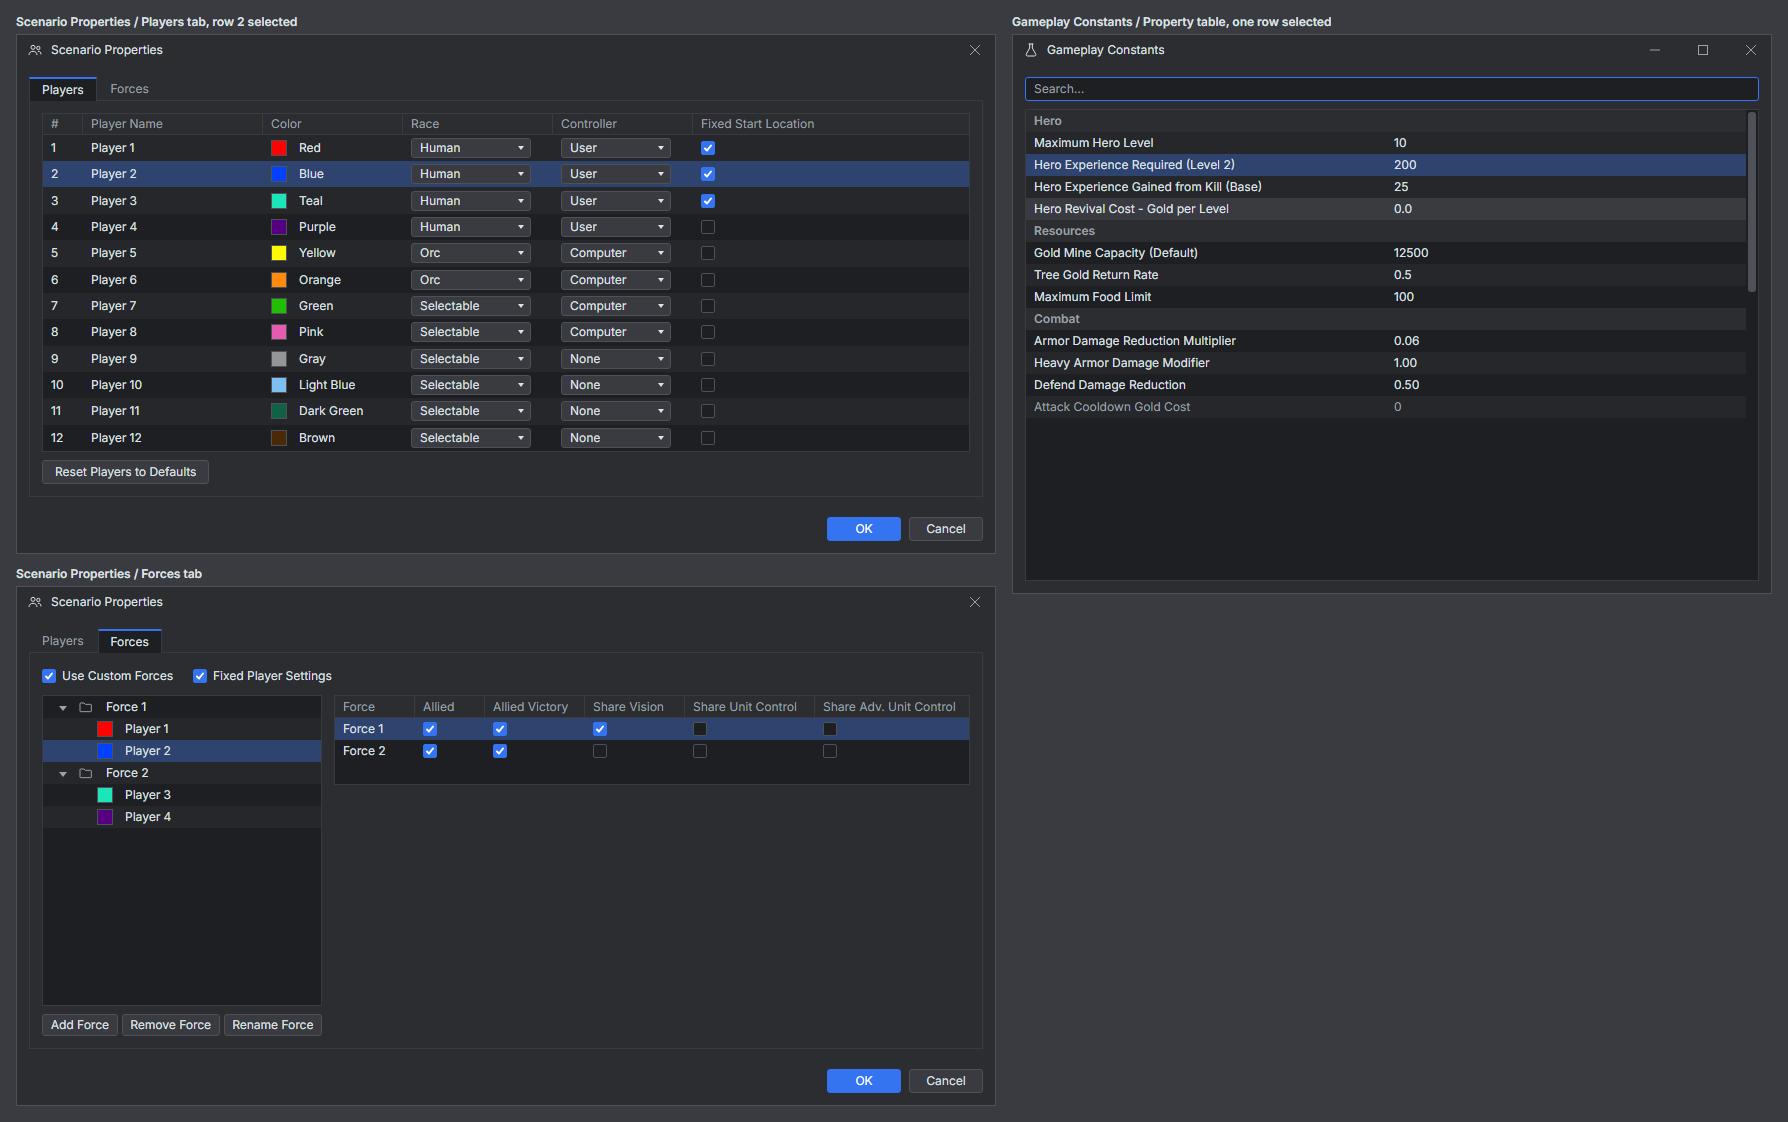 Scenario Properties / Players tab, row 2 selected
Scenario Properties
Players Forces
# Player Name Color Race Controller Fixed Start Location
1 Player 1 Red Human User
2 Player 2 Blue Human User
3 Player 3 Teal Human User
4 Player 4 Purple Human User
5 Player 5 Yellow Orc Computer
6 Player 6 Orange Orc Computer
7 Player 7 Green Selectable Computer
8 Player 8 Pink Selectable Computer
9 Player 9 Gray Selectable None
10 Player 10 Light Blue Selectable None
11 Player 11 Dark Green Selectable None
12 Player 12 Brown Selectable None
Reset Players to Defaults
OK Cancel
Gameplay Constants / Property table, one row selected
Gameplay Constants
Search...
Hero
Maximum Hero Level 10
Hero Experience Required (Level 2) 200
Hero Experience Gained from Kill (Base) 25
Hero Revival Cost - Gold per Level 0.0
Resources
Gold Mine Capacity (Default) 12500
Tree Gold Return Rate 0.5
Maximum Food Limit 100
Combat
Armor Damage Reduction Multiplier 0.06
Heavy Armor Damage Modifier 1.00
Defend Damage Reduction 0.50
Attack Cooldown Gold Cost 0
Scenario Properties / Forces tab
Scenario Properties
Players Forces
Use Custom Forces Fixed Player Settings
Force 1
Player 1
Player 2
Force 2
Player 3
Player 4
Force Allied Allied Victory Share Vision Share Unit Control Share Adv. Unit Control
Force 1
Force 2
Add Force Remove Force Rename Force
OK Cancel